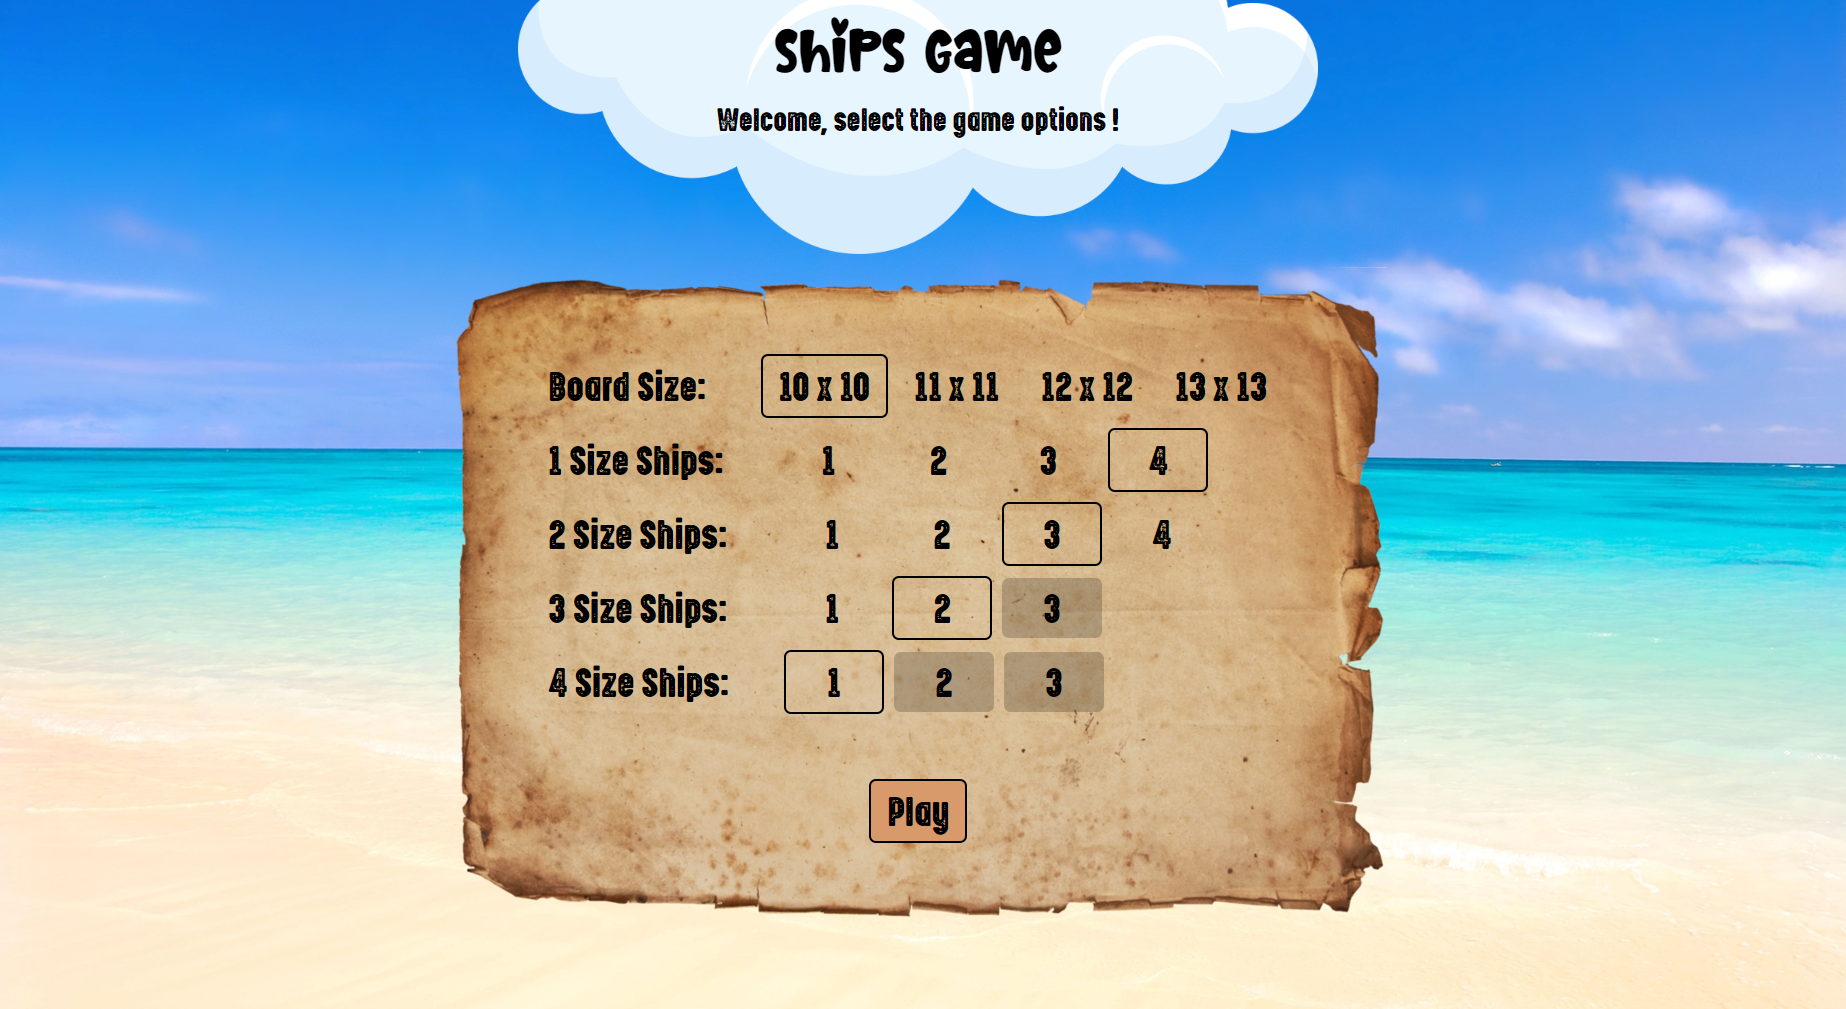 Ships Game
Welcome, select the game options !
Board Size: 10 x 10 11 x 11 12 x 12 13 x 13
1 Size Ships: 1 2 3 4
2 Size Ships: 1 2 3 4
3 Size Ships: 1 2 3
4 Size Ships: 1 2 3
Play